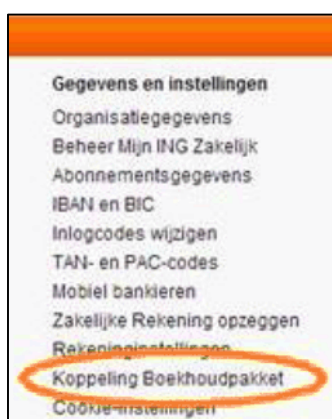 Gegevens en instellingen
Organisatiegegevens
Beheer Mijn ING Zakelijk
Abonnementsgegevens
IBAN en BIC
Inlogcodes wijzigen
TAN- en PAC-codes
Mobiel bankieren
Zakelijke Rekening opzeggen
Rekeninginstellingen
Koppeling Boekhoudpakket
Cookie-instellingen